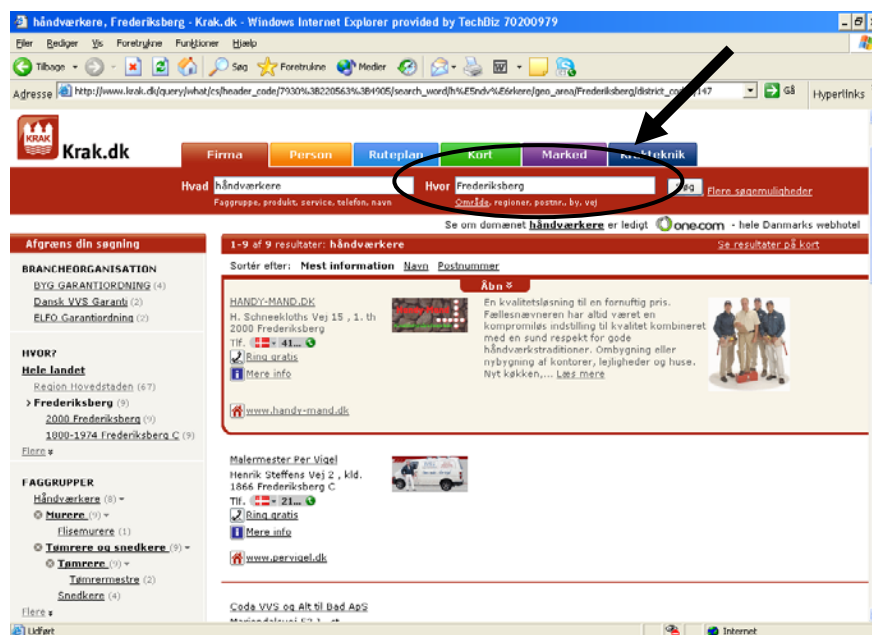 håndværkere, Frederiksberg - Krak.dk - Windows Internet Explorer provided by TechBiz 70200979
Filer Rediger Vis Foretrukne Funktioner Hjælp
Tilbage Søg Foretrukne Medier
Adresse http://www.krak.dk/query/what/cs/header_code/7930%3B220563%3B4905/search_word/h%E5ndv%E6rkere/geo_area/Frederiksberg/district_code/147 Gå Hyperlinks
KRAK
Krak.dk
Firma Person Ruteplan Kort Marked Krakteknik
Hvad håndværkere Hvor Frederiksberg Søg Flere søgemuligheder
Faggruppe, produkt, service, telefon, navn Område, regioner, postnr., by, vej
Se om domænet håndværkere er ledigt one.com - hele Danmarks webhotel
Afgræns din søgning
BRANCHEORGANISATION
BYG GARANTIORDNING (4)
Dansk VVS Garanti (2)
ELFO Garantiordning (2)
HVOR?
Hele landet
Region Hovedstaden (67)
> Frederiksberg (9)
2000 Frederiksberg (9)
1800-1974 Frederiksberg C (9)
Flere
FAGGRUPPER
Håndværkere (8)
Murere (9)
Flisemurere (1)
Tømrere og snedkere (9)
Tømrere (9)
Tømrermestre (2)
Snedkere (4)
Flere
1-9 af 9 resultater: håndværkere Se resultater på kort
Sortér efter: Mest information Navn Postnummer
Åbn
HANDY-MAND.DK
H. Schneekloths Vej 15 , 1. th
2000 Frederiksberg
Tlf. 41...
Ring gratis
Mere info
www.handy-mand.dk
En kvalitetsløsning til en fornuftig pris.
Fællesnævneren har altid været en
kompromiløs indstilling til kvalitet kombineret
med en sund respekt for gode
håndværkstraditioner. Ombygning eller
nybygning af kontorer, lejligheder og huse.
Nyt køkken,... Læs mere
Malermester Per Vigel
Henrik Steffens Vej 2 , kld.
1866 Frederiksberg C
Tlf. 21...
Ring gratis
Mere info
www.pervigel.dk
Coda VVS og Alt til Bad ApS
Udført Internet